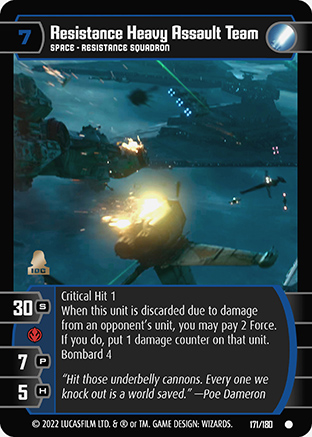 7 Resistance Heavy Assault Team
SPACE - RESISTANCE SQUADRON
30 S
7 P
5 H
Critical Hit 1
When this unit is discarded due to damage
from an opponent's unit, you may pay 2 Force.
If you do, put 1 damage counter on that unit.
Bombard 4
"Hit those underbelly cannons. Every one we
knock out is a world saved." —Poe Dameron
© 2022 LUCASFILM LTD. & ® or TM. GAME DESIGN: WIZARDS. 171/180